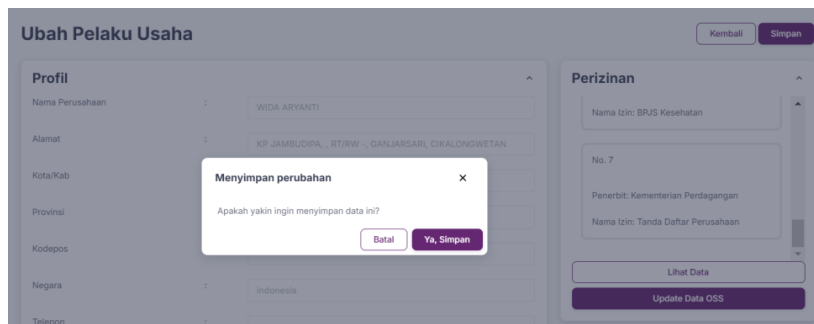 Ubah Pelaku Usaha
Kembali
Simpan
Profil
Nama Perusahaan : WIDA ARYANTI
Alamat : KP JAMBUDIPA, , RT/RW -, GANJARSARI, CIKALONGWETAN
Kota/Kab
Provinsi
Kodepos
Negara : indonesia
Telepon :
Menyimpan perubahan
Apakah yakin ingin menyimpan data ini?
Batal
Ya, Simpan
Perizinan
Nama Izin: BPJS Kesehatan
No. 7
Penerbit: Kementerian Perdagangan
Nama Izin: Tanda Daftar Perusahaan
Lihat Data
Update Data OSS